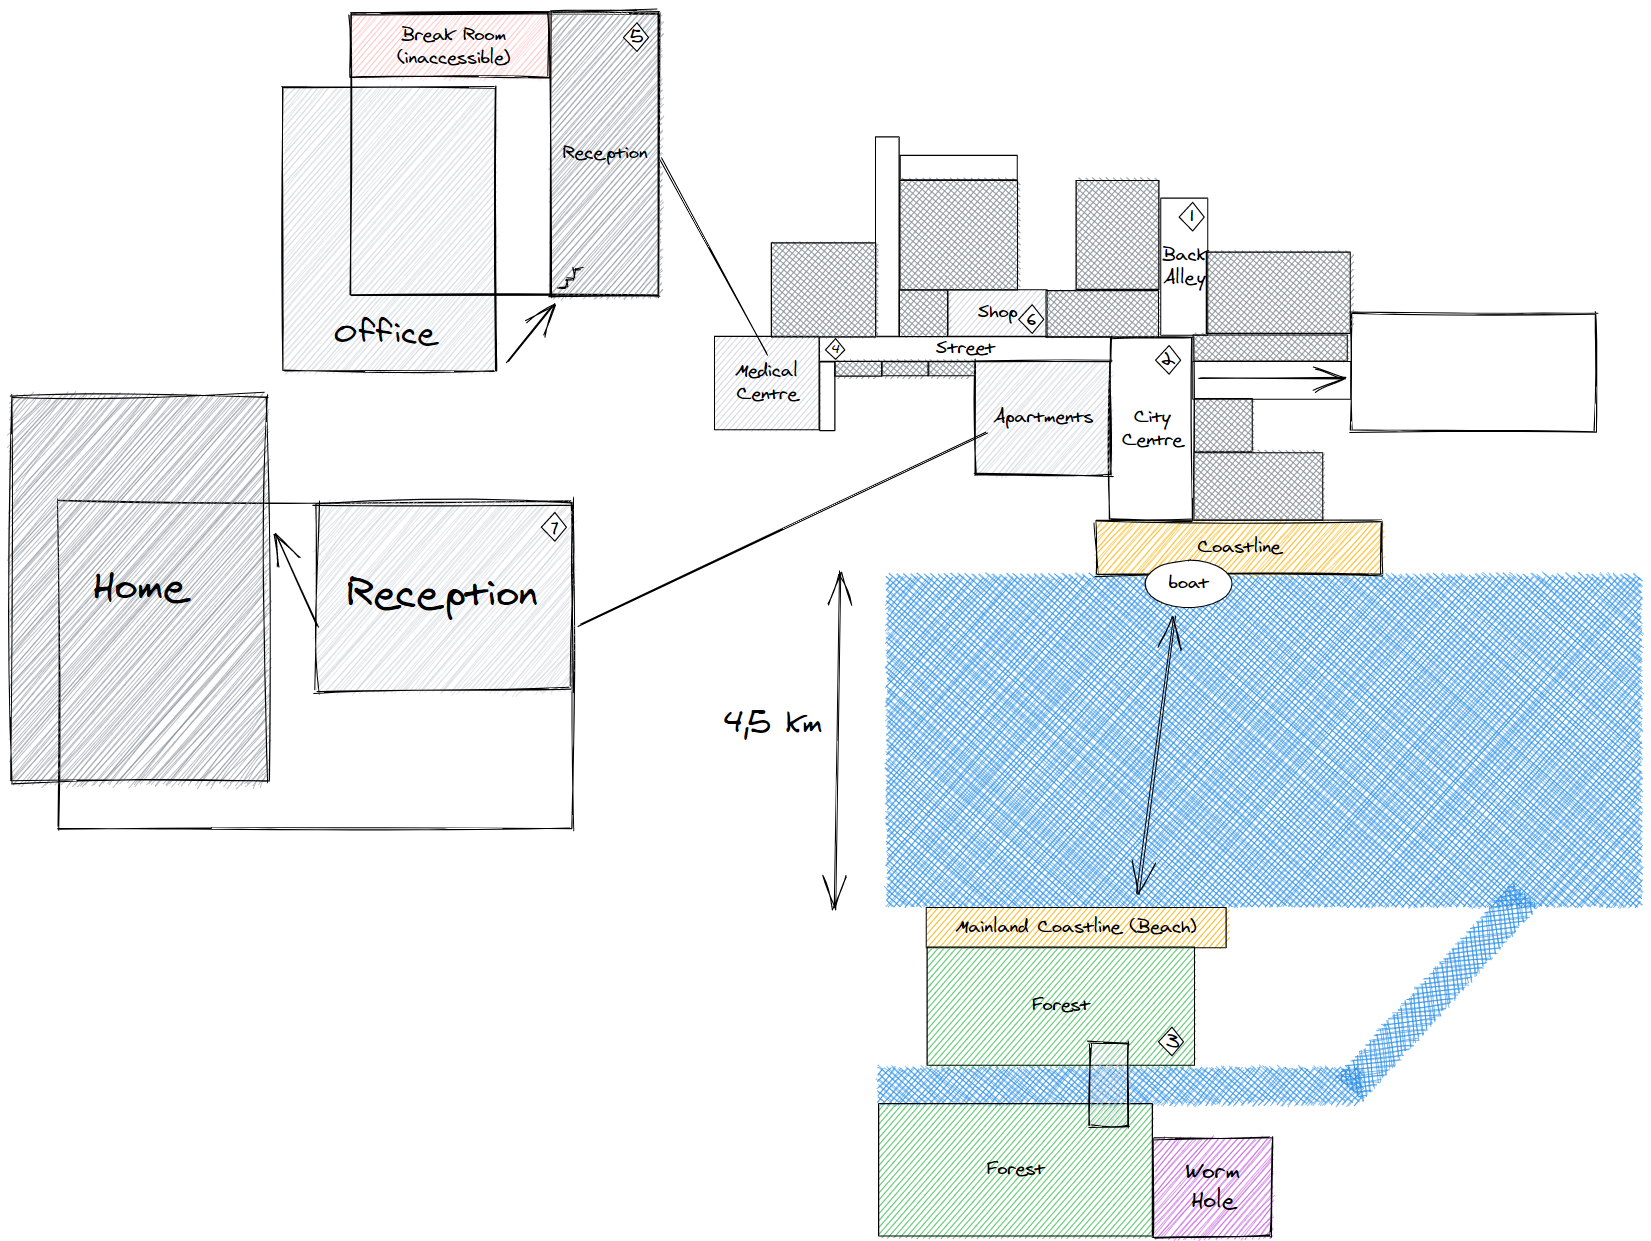 Break Room
(inaccessible)
5
Reception
Office
1
Back
Alley
Shop
6
4
Street
2
Medical
Centre
Apartments
City
Centre
Coastline
boat
7
Home
Reception
4,5 km
Mainland Coastline (Beach)
Forest
3
Forest
Worm
Hole